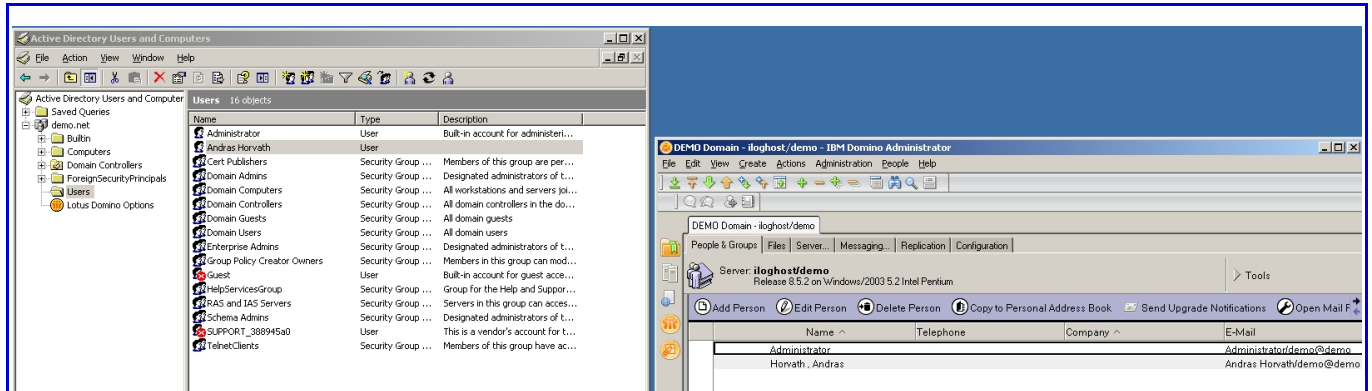 Active Directory Users and Computers
File Action View Window Help
Active Directory Users and Computer
Saved Queries
demo.net
Builtin
Computers
Domain Controllers
ForeignSecurityPrincipals
Users
Lotus Domino Options
Users 16 objects
Name Type Description
Administrator User Built-in account for administeri...
Andras Horvath User
Cert Publishers Security Group ... Members of this group are per...
Domain Admins Security Group ... Designated administrators of t...
Domain Computers Security Group ... All workstations and servers joi...
Domain Controllers Security Group ... All domain controllers in the do...
Domain Guests Security Group ... All domain guests
Domain Users Security Group ... All domain users
Enterprise Admins Security Group ... Designated administrators of t...
Group Policy Creator Owners Security Group ... Members in this group can mod...
Guest User Built-in account for guest acce...
HelpServicesGroup Security Group ... Group for the Help and Suppor...
RAS and IAS Servers Security Group ... Servers in this group can acces...
Schema Admins Security Group ... Designated administrators of t...
SUPPORT_388945a0 User This is a vendor's account for t...
TelnetClients Security Group ... Members of this group have ac...
DEMO Domain - iloghost/demo - IBM Domino Administrator
File Edit View Create Actions Administration People Help
DEMO Domain - iloghost/demo
People & Groups Files Server... Messaging... Replication Configuration
Server: iloghost/demo
Release 8.5.2 on Windows/2003 5.2 Intel Pentium
Tools
Add Person Edit Person Delete Person Copy to Personal Address Book Send Upgrade Notifications Open Mail F
Name Telephone Company E-Mail
Administrator Administrator/demo@demo
Horvath , Andras Andras Horvath/demo@demo